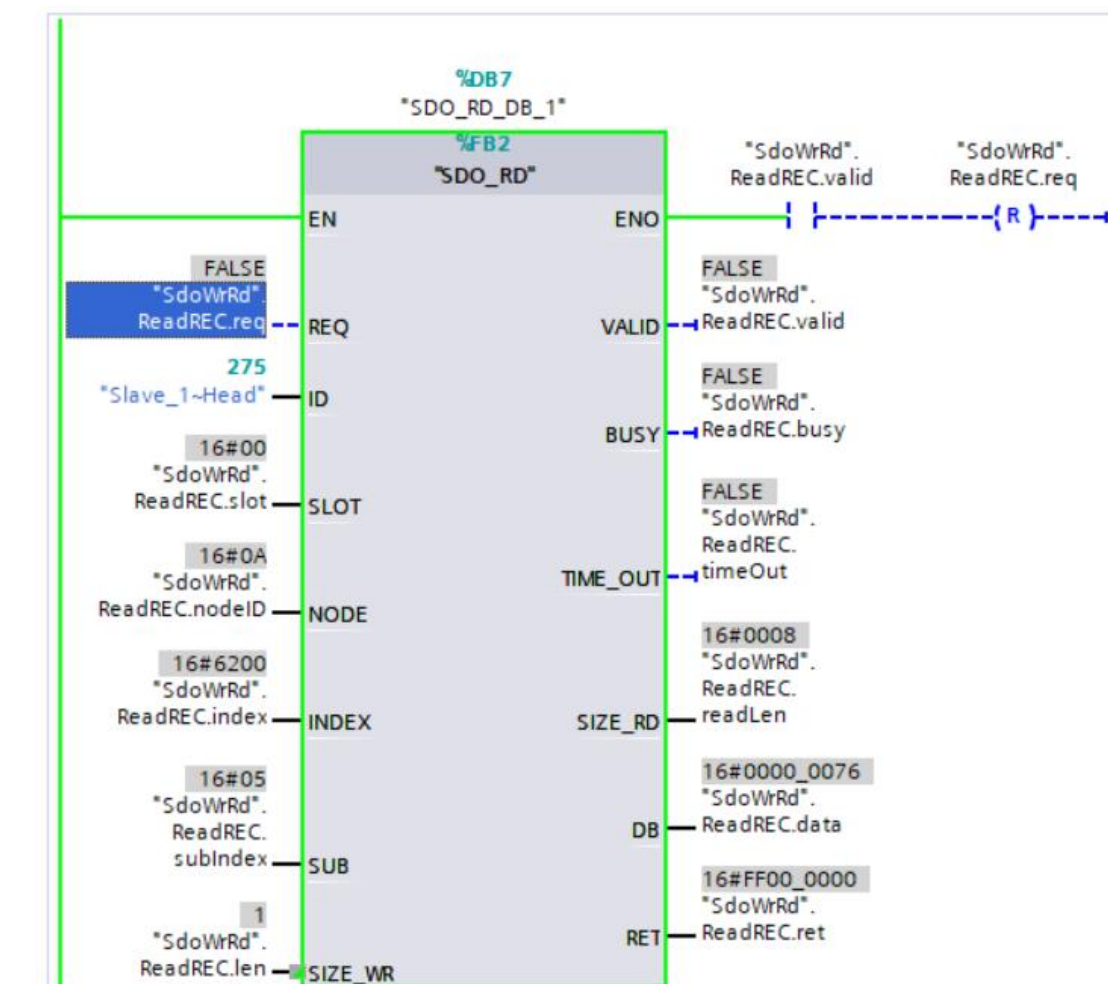 %DB7
"SDO_RD_DB_1"
%FB2
"SDO_RD"
EN
ENO
"SdoWrRd".
ReadREC.valid
"SdoWrRd".
ReadREC.req
R
FALSE
"SdoWrRd".
ReadREC.req
REQ
FALSE
"SdoWrRd".
ReadREC.valid
VALID
275
"Slave_1~Head"
ID
FALSE
"SdoWrRd".
ReadREC.busy
BUSY
16#00
"SdoWrRd".
ReadREC.slot
SLOT
FALSE
"SdoWrRd".
ReadREC.
timeOut
TIME_OUT
16#0A
"SdoWrRd".
ReadREC.nodeID
NODE
16#0008
"SdoWrRd".
ReadREC.
readLen
SIZE_RD
16#6200
"SdoWrRd".
ReadREC.index
INDEX
16#0000_0076
"SdoWrRd".
ReadREC.data
DB
16#05
"SdoWrRd".
ReadREC.
subIndex
SUB
16#FF00_0000
"SdoWrRd".
ReadREC.ret
RET
1
"SdoWrRd".
ReadREC.len
SIZE_WR